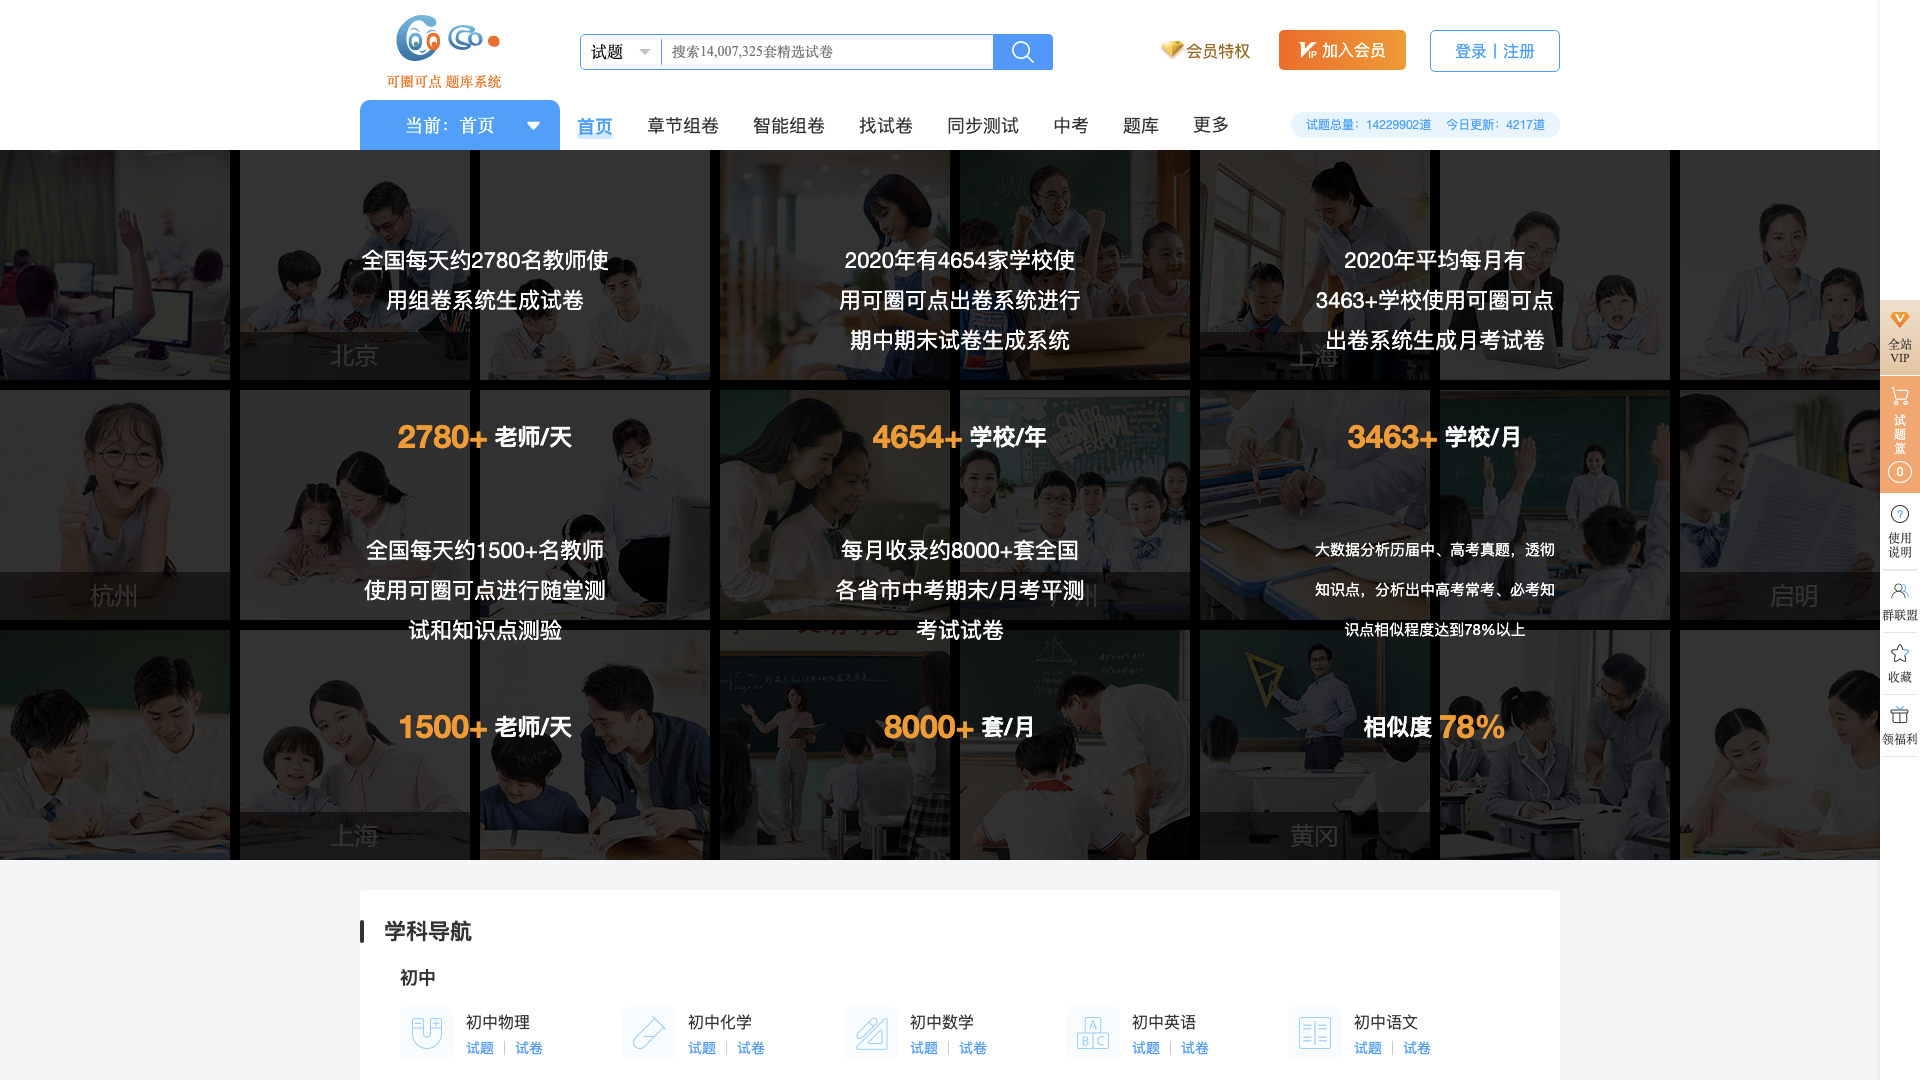 可圈可点 题库系统
试题
搜索14,007,325套精选试卷
会员特权
VIP 加入会员
登录 | 注册
当前：首页
首页
章节组卷
智能组卷
找试卷
同步测试
中考
题库
更多
试题总量：14229902道 今日更新：4217道
全国每天约2780名教师使
用组卷系统生成试卷
2780+ 老师/天
2020年有4654家学校使
用可圈可点出卷系统进行
期中期末试卷生成系统
4654+ 学校/年
2020年平均每月有
3463+学校使用可圈可点
出卷系统生成月考试卷
3463+ 学校/月
全国每天约1500+名教师
使用可圈可点进行随堂测
试和知识点测验
1500+ 老师/天
每月收录约8000+套全国
各省市中考期末/月考平测
考试试卷
8000+ 套/月
大数据分析历届中、高考真题，透彻
知识点，分析出中高考常考、必考知
识点相似程度达到78%以上
相似度 78%
北京
上海
杭州
启明
上海
黄冈
全站
VIP
试
题
篮
0
使用
说明
群联盟
收藏
领福利
学科导航
初中
初中物理
试题 | 试卷
初中化学
试题 | 试卷
初中数学
试题 | 试卷
初中英语
试题 | 试卷
初中语文
试题 | 试卷